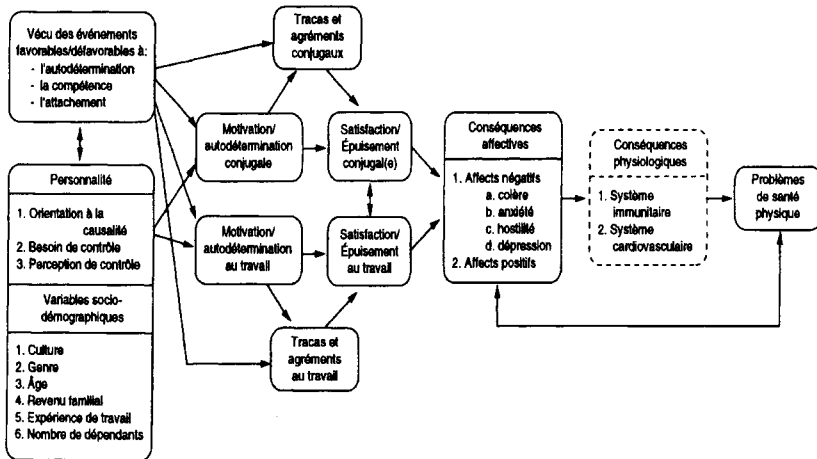 Vécu des événements
favorables/défavorables à:
- l'autodétermination
- la compétence
- l'attachement
Personnalité
1. Orientation à la
causalité
2. Besoin de contrôle
3. Perception de contrôle
Variables socio-
démographiques
1. Culture
2. Genre
3. Âge
4. Revenu familial
5. Expérience de travail
6. Nombre de dépendants
Tracas et
agréments
conjugaux
Motivation/
autodétermination
conjugale
Motivation/
autodétermination
au travail
Tracas et
agréments
au travail
Satisfaction/
Épuisement
conjugal(e)
Satisfaction/
Épuisement
au travail
Conséquences
affectives
1. Affects négatifs
a. colère
b. anxiété
c. hostilité
d. dépression
2. Affects positifs
Conséquences
physiologiques
1. Système
immunitaire
2. Système
cardiovasculaire
Problèmes
de santé
physique